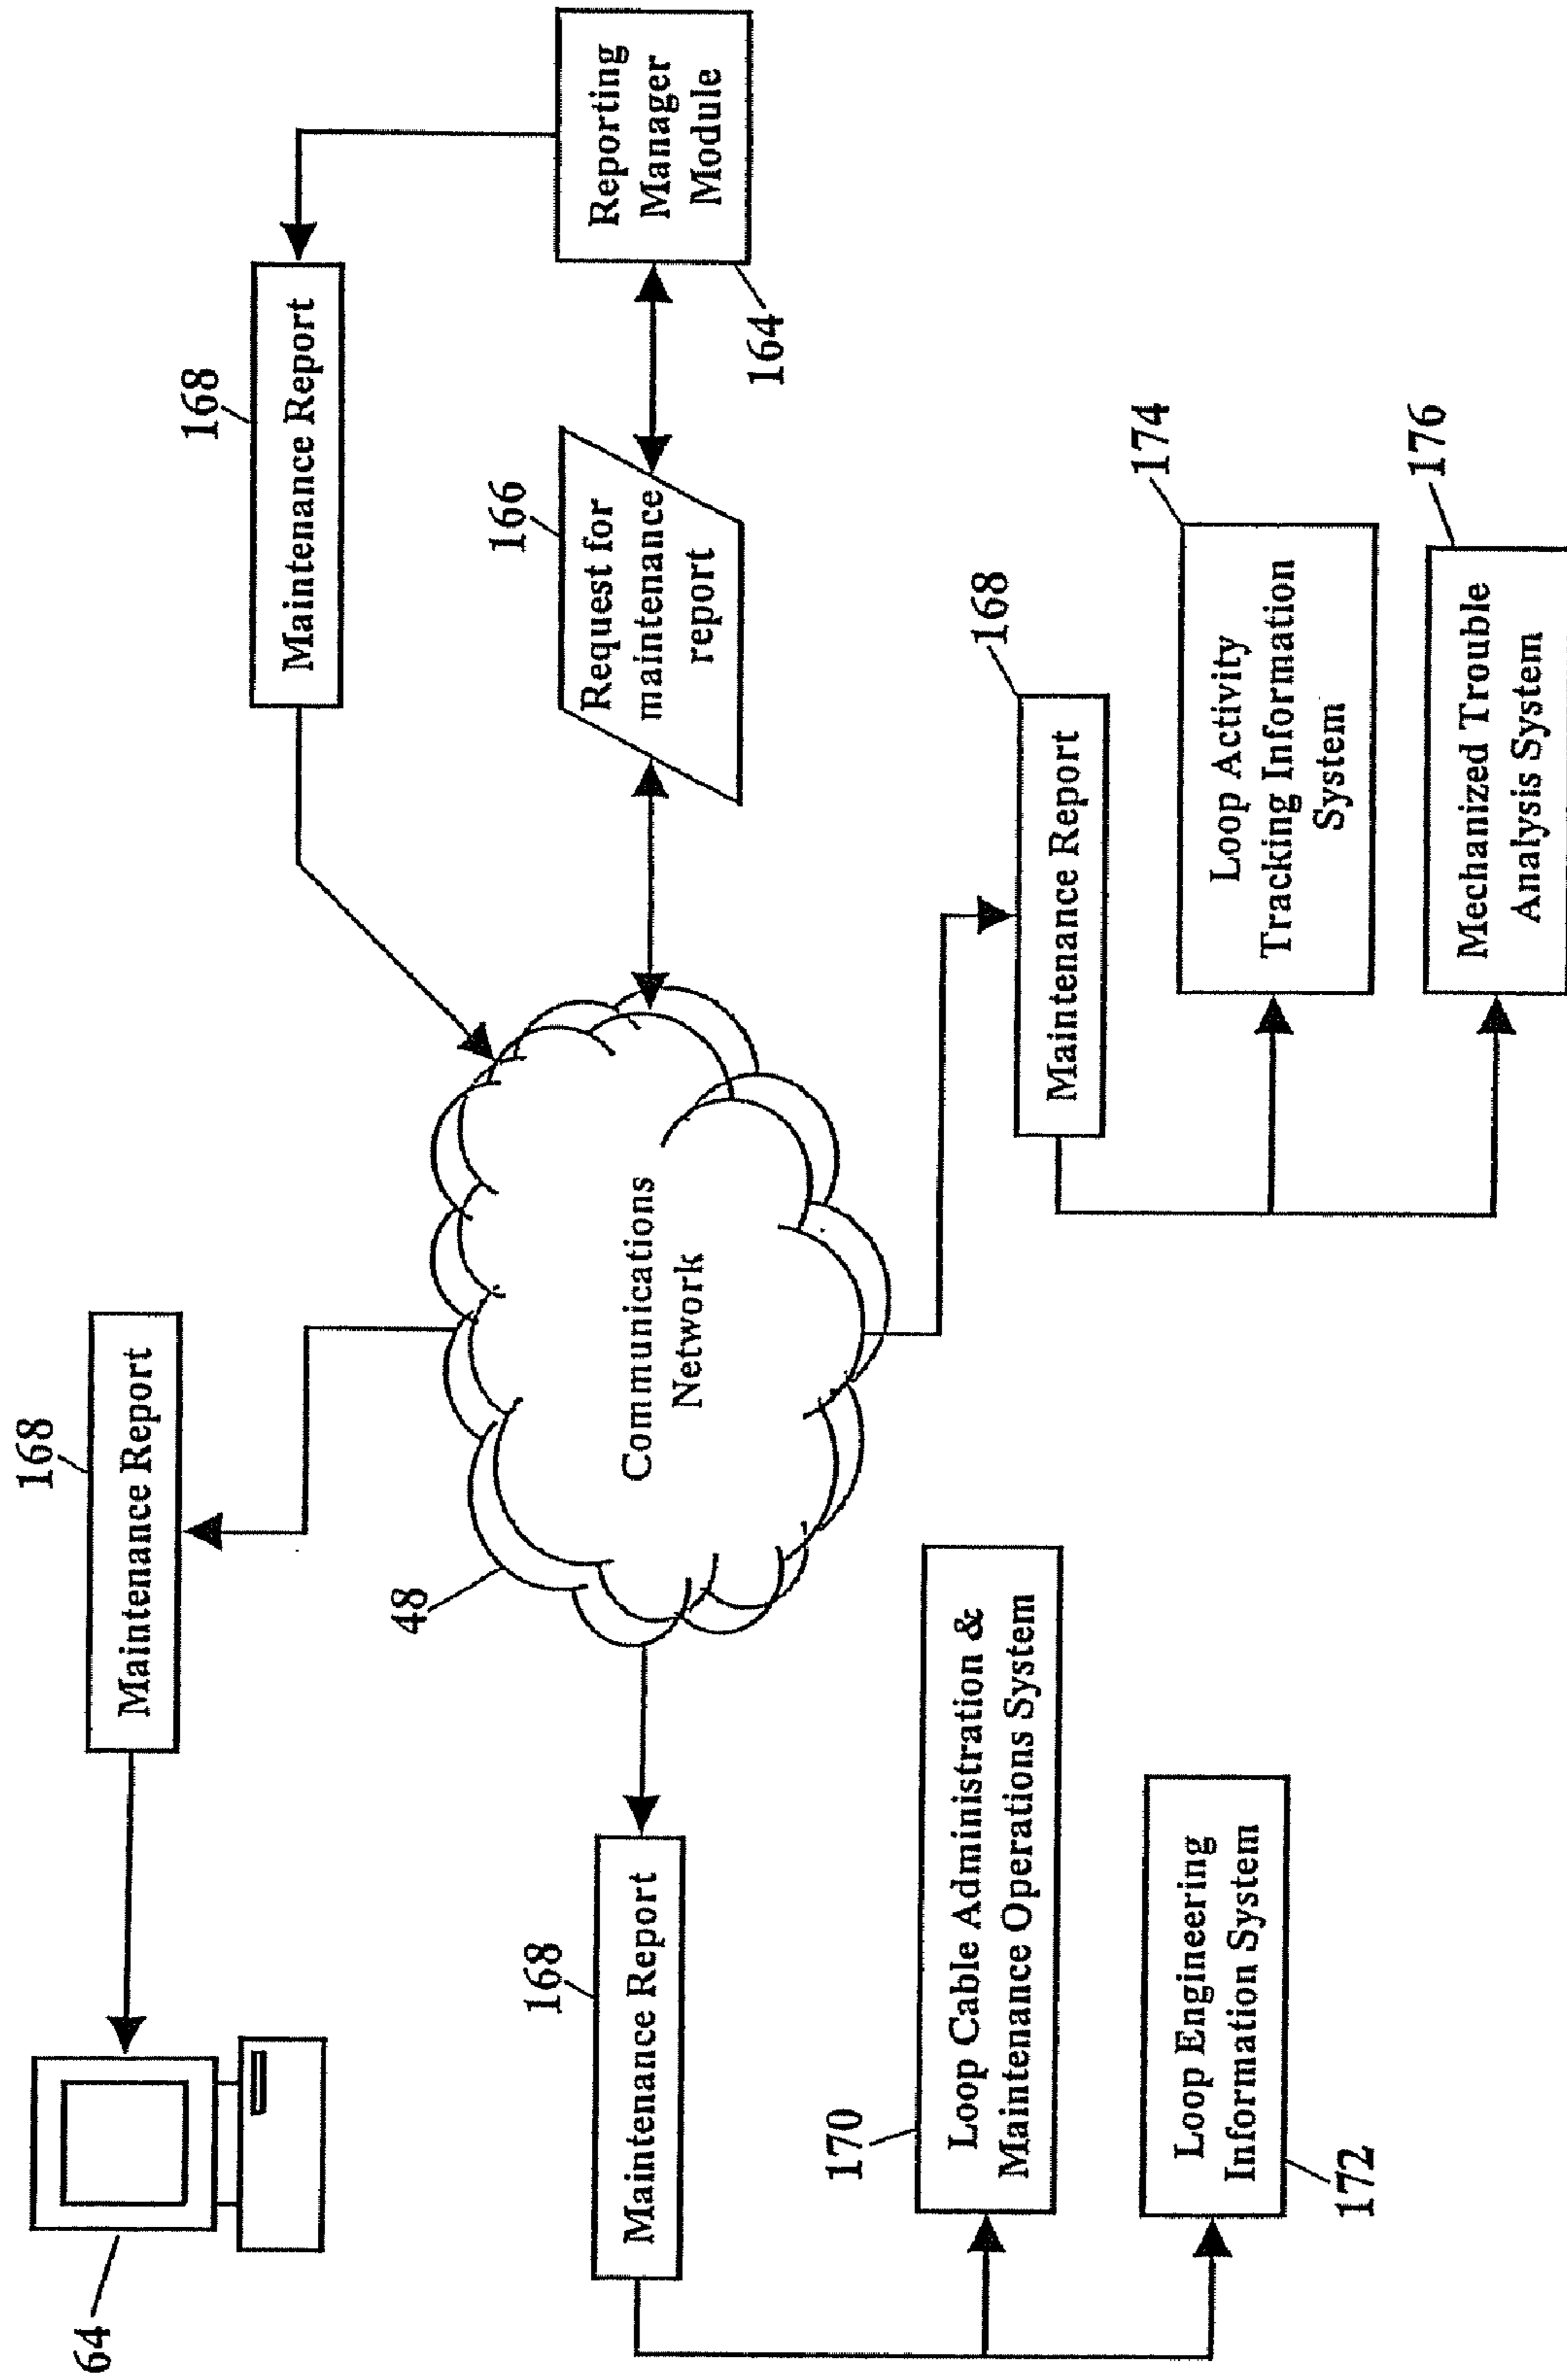 64
168
Maintenance Report
168
Maintenance Report
48
Communications
Network
166
Request for
maintenance
report
Reporting
Manager
Module
164
168
Maintenance Report
170
Loop Cable Administration &
Maintenance Operations System
Loop Engineering
Information System
172
168
Maintenance Report
174
Loop Activity
Tracking Information
System
176
Mechanized Trouble
Analysis System